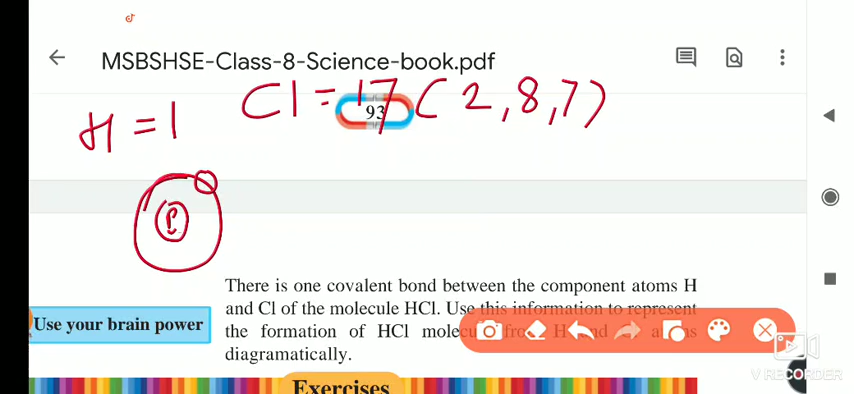 MSBSHSE-Class-8-Science-book.pdf
H = 1 Cl = 17 ( 2, 8, 7 )
93
P
There is one covalent bond between the component atoms H
and Cl of the molecule HCl. Use this information to represent
Use your brain power
the formation of HCl
diagramatically.
Exercises
V RECORDER